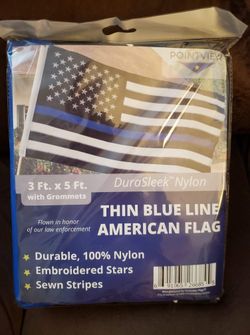 POINTVIEW
3 Ft. x 5 Ft.
with Grommets
DuraSleek™ Nylon
Flown in honor
of our law enforcement
THIN BLUE LINE
AMERICAN FLAG
Durable, 100% Nylon
Embroidered Stars
Sewn Stripes